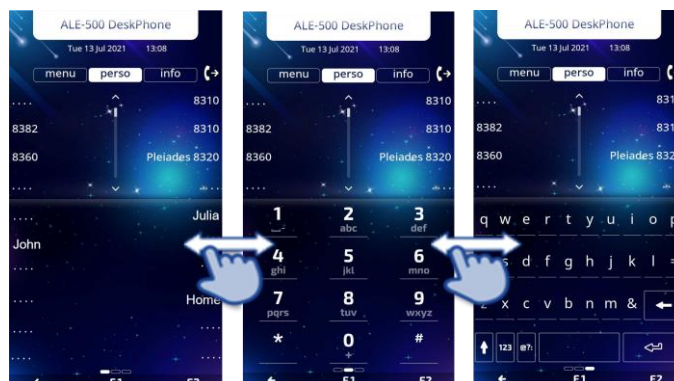 ALE-500 DeskPhone
Tue 13 Jul 2021 13:08
menu perso info
.... 8310
8382 8310
8360 Pleiades 8320
.... ....
.... Julia
John
....
.... Home
....
.... ....
F1 F2
ALE-500 DeskPhone
Tue 13 Jul 2021 13:08
menu perso info
.... 8310
8382 8310
8360 Pleiades 8320
.... ....
1 2 3
abc def
4 5 6
ghi jkl mno
7 8 9
pqrs tuv wxyz
* 0 #
+
F1 F2
ALE-500 DeskPhone
Tue 13 Jul 2021 13:08
menu perso info
.... 831
8382 831
8360 Pleiades 832
....
q w e r t y u i o p
d f g h j k l
x c v b n m &
123 @?:
F1 F2